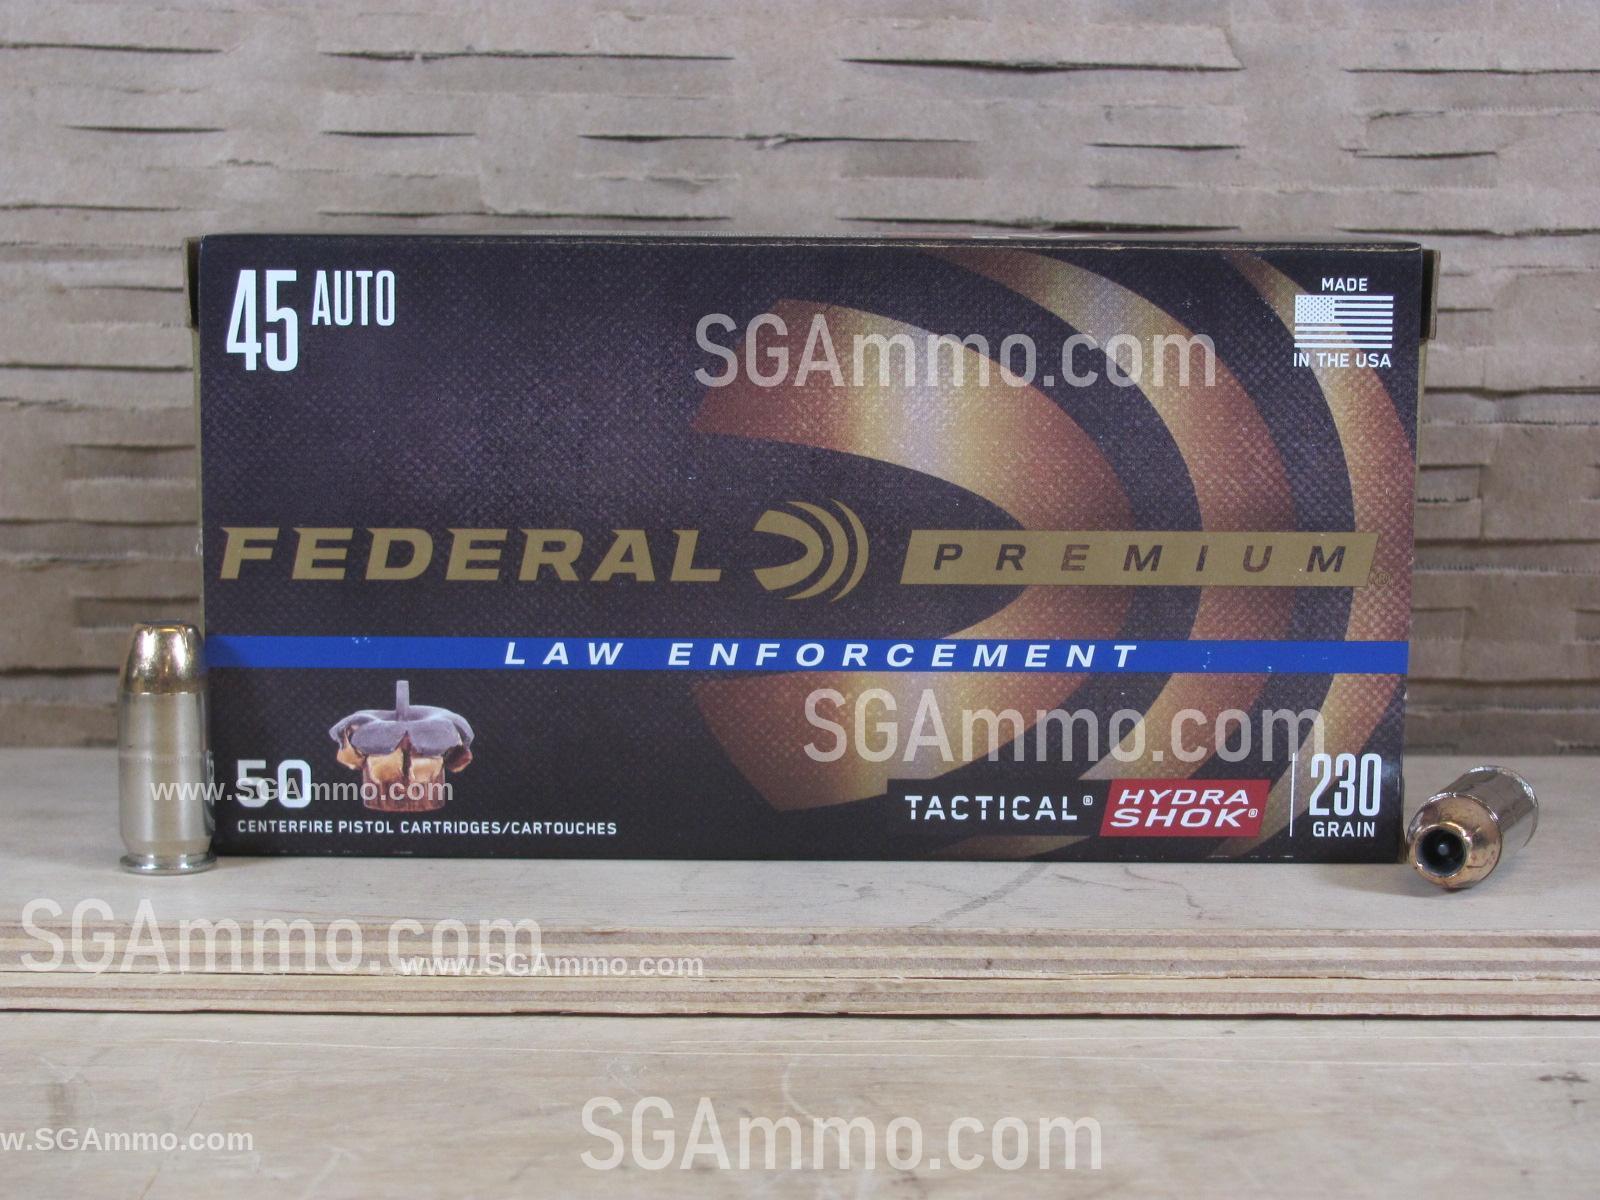 45 AUTO
MADE
IN THE USA
SGAmmo.com
FEDERAL PREMIUM
LAW ENFORCEMENT
SGAmmo.com
50
www.SGAmmo.com
CENTERFIRE PISTOL CARTRIDGES/CARTOUCHES
TACTICAL® HYDRA
SHOK®
230
GRAIN
SGAmmo.com
www.SGAmmo.com
SGAmmo.com
w.SGAmmo.com